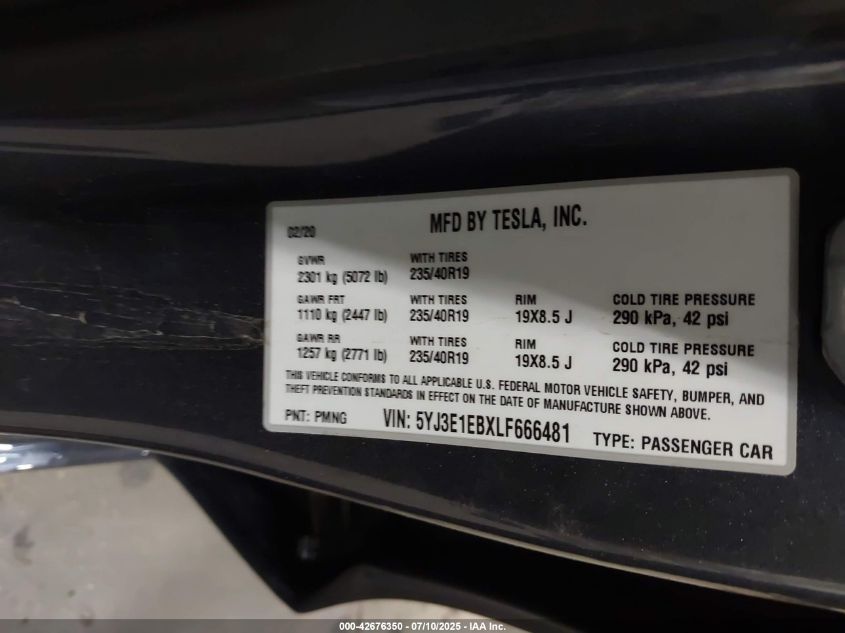 02/20 MFD BY TESLA, INC.
GVWR WITH TIRES
2301 kg (5072 lb) 235/40R19
GAWR FRT WITH TIRES RIM COLD TIRE PRESSURE
1110 kg (2447 lb) 235/40R19 19X8.5 J 290 kPa, 42 psi
GAWR RR WITH TIRES RIM COLD TIRE PRESSURE
1257 kg (2771 lb) 235/40R19 19X8.5 J 290 kPa, 42 psi
THIS VEHICLE CONFORMS TO ALL APPLICABLE U.S. FEDERAL MOTOR VEHICLE SAFETY, BUMPER, AND
THEFT PREVENTION STANDARDS IN EFFECT ON THE DATE OF MANUFACTURE SHOWN ABOVE.
PNT: PMNG VIN: 5YJ3E1EBXLF666481 TYPE: PASSENGER CAR
000-42676350 - 07/10/2025 - IAA Inc.